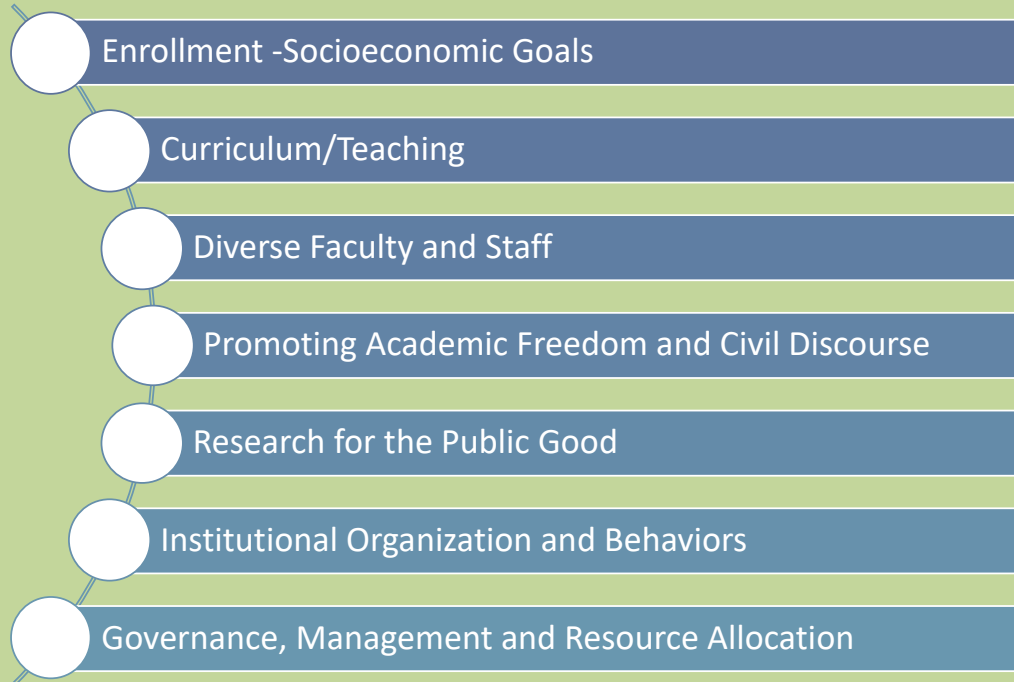 Enrollment -Socioeconomic Goals
Curriculum/Teaching
Diverse Faculty and Staff
Promoting Academic Freedom and Civil Discourse
Research for the Public Good
Institutional Organization and Behaviors
Governance, Management and Resource Allocation